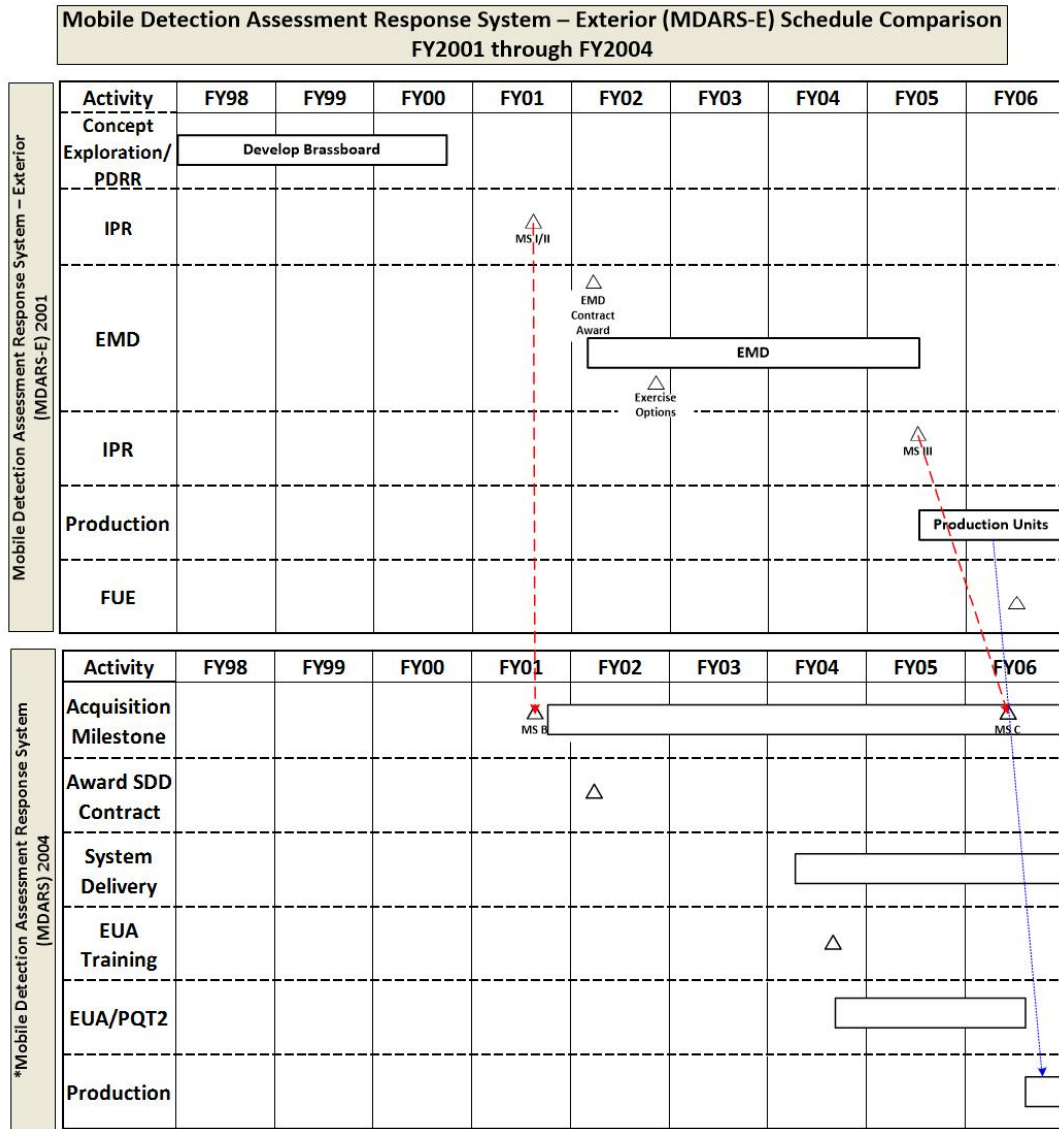 Mobile Detection Assessment Response System – Exterior (MDARS-E) Schedule Comparison
FY2001 through FY2004
Mobile Detection Assessment Response System – Exterior
(MDARS-E) 2001
Activity FY98 FY99 FY00 FY01 FY02 FY03 FY04 FY05 FY06
Concept
Exploration/
PDRR
Develop Brassboard
IPR
MS I/II
EMD
EMD
Contract
Award
EMD
Exercise
Options
IPR
MS III
Production
Production Units
FUE
*Mobile Detection Assessment Response System
(MDARS) 2004
Activity FY98 FY99 FY00 FY01 FY02 FY03 FY04 FY05 FY06
Acquisition
Milestone
MS B
MS C
Award SDD
Contract
System
Delivery
EUA
Training
EUA/PQT2
Production